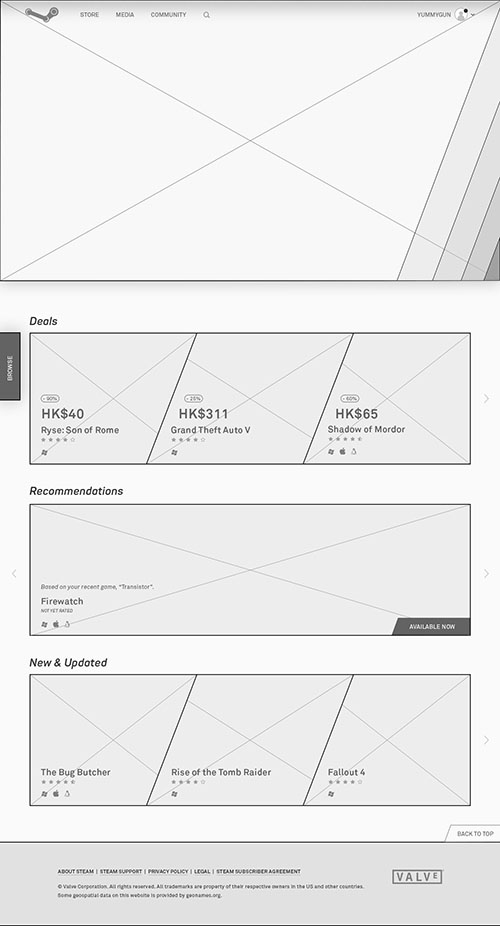 STORE MEDIA COMMUNITY YUMMYGUN
Deals
BROWSE
- 90% - 25% - 60%
HK$40 HK$311 HK$65
Ryse: Son of Rome Grand Theft Auto V Shadow of Mordor
Recommendations
Based on your recent game, "Transistor".
Firewatch
NOT YET RATED
AVAILABLE NOW
New & Updated
The Bug Butcher Rise of the Tomb Raider Fallout 4
BACK TO TOP
ABOUT STEAM | STEAM SUPPORT | PRIVACY POLICY | LEGAL | STEAM SUBSCRIBER AGREEMENT
© Valve Corporation. All rights reserved. All trademarks are property of their respective owners in the US and other countries.
Some geospatial data on this website is provided by geonames.org.
VALVE